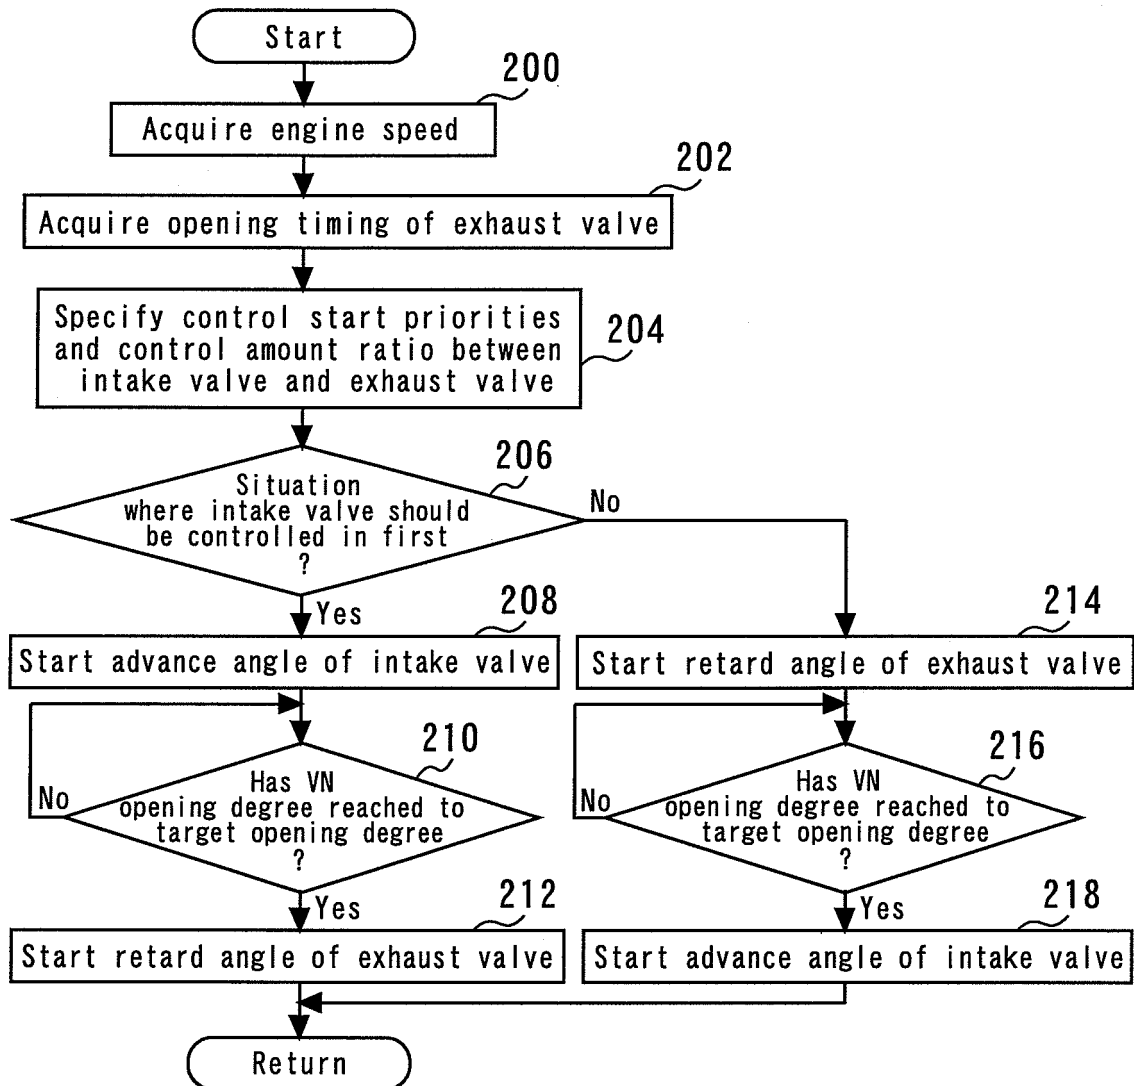 Start
200
Acquire engine speed
202
Acquire opening timing of exhaust valve
204
Specify control start priorities
and control amount ratio between
intake valve and exhaust valve
206
Situation
where intake valve should
be controlled in first
?
No
Yes
208
Start advance angle of intake valve
214
Start retard angle of exhaust valve
210
Has VN
opening degree reached to
target opening degree
?
No
Yes
216
Has VN
opening degree reached to
target opening degree
?
No
Yes
212
Start retard angle of exhaust valve
218
Start advance angle of intake valve
Return